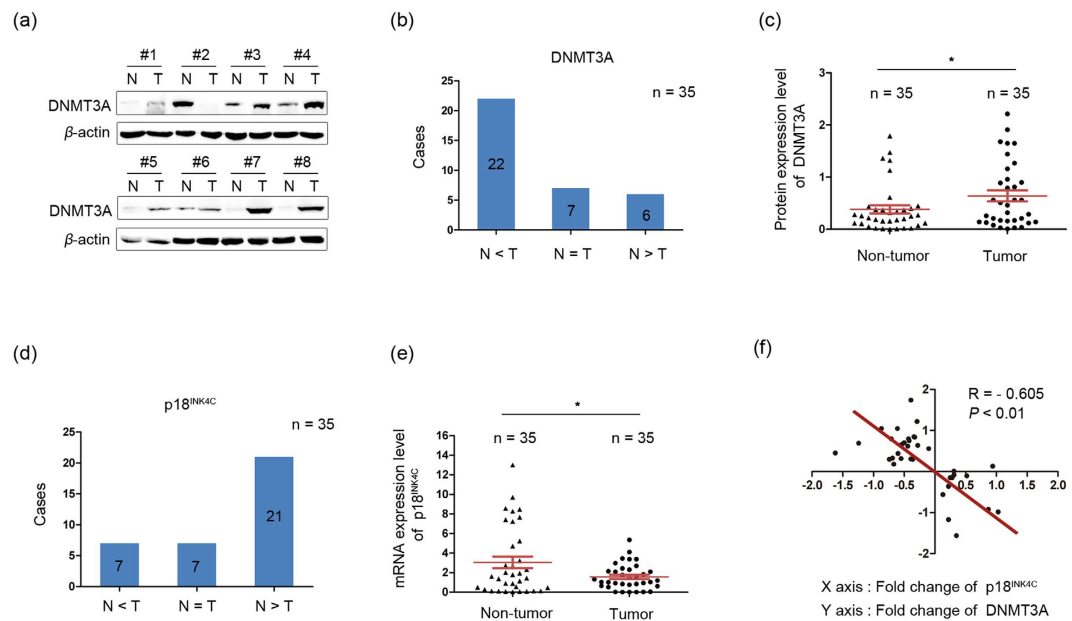 (a)
#1 #2 #3 #4
N T N T N T N T
DNMT3A
β-actin
#5 #6 #7 #8
N T N T N T N T
DNMT3A
β-actin
(b)
DNMT3A
n = 35
Cases
25
20
15
10
5
0
22
7
6
N < T N = T N > T
(c)
*
n = 35 n = 35
Protein expression level
of DNMT3A
3
2
1
0
Non-tumor Tumor
(d)
p18INK4C
n = 35
Cases
25
20
15
10
5
0
7
7
21
N < T N = T N > T
(e)
*
n = 35 n = 35
mRNA expression level
of p18INK4C
16
14
12
10
8
6
4
2
0
Non-tumor Tumor
(f)
R = - 0.605
P < 0.01
2
1
-2.0 -1.5 -1.0 -0.5 0.5 1.0 1.5 2.0
-1
-2
X axis : Fold change of p18INK4C
Y axis : Fold change of DNMT3A